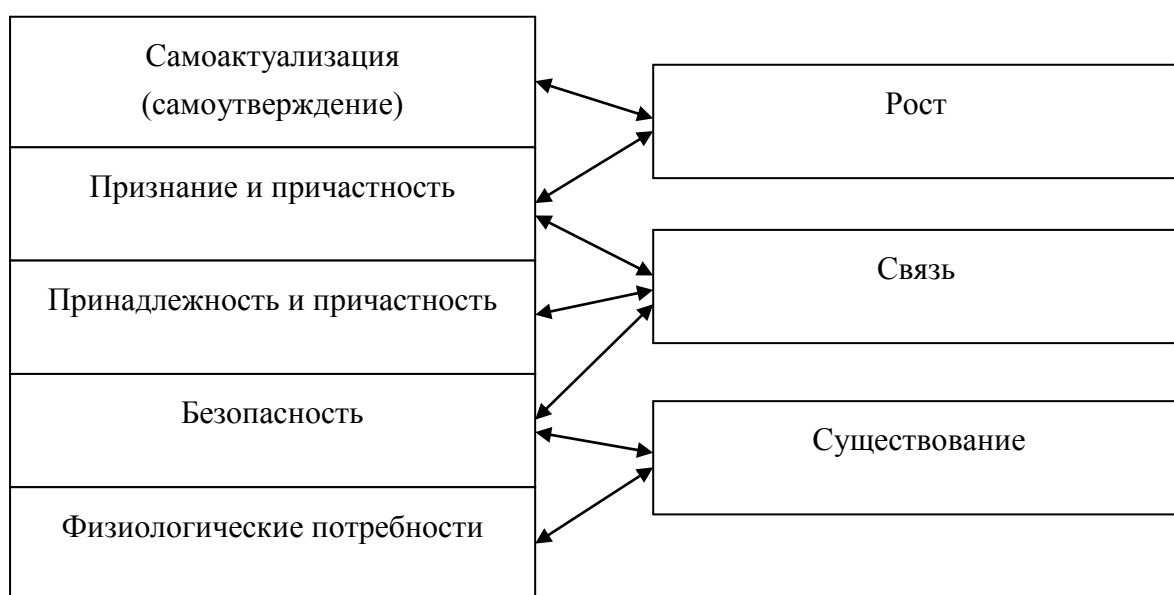 Самоактуализация
(самоутверждение)
Признание и причастность
Принадлежность и причастность
Безопасность
Физиологические потребности
Рост
Связь
Существование